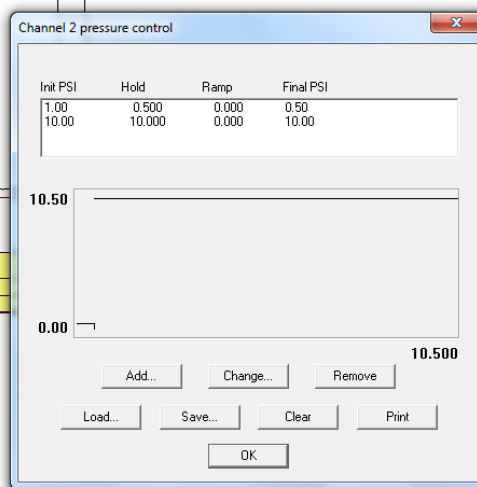 Channel 2 pressure control
Init PSI Hold Ramp Final PSI
1.00 0.500 0.000 0.50
10.00 10.000 0.000 10.00
10.50
0.00
10.500
Add... Change... Remove
Load... Save... Clear Print
OK